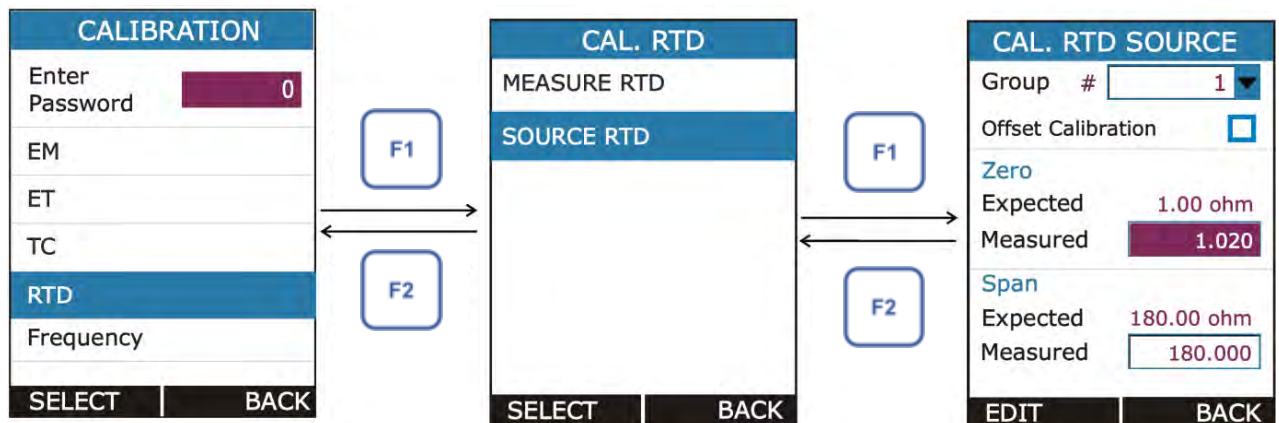 CALIBRATION
Enter
Password 0
EM
ET
TC
RTD
Frequency
SELECT BACK
F1
F2
CAL. RTD
MEASURE RTD
SOURCE RTD
SELECT BACK
F1
F2
CAL. RTD SOURCE
Group # 1
Offset Calibration
Zero
Expected 1.00 ohm
Measured 1.020
Span
Expected 180.00 ohm
Measured 180.000
EDIT BACK